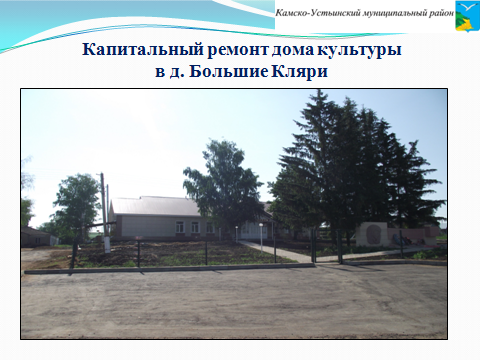 Камско-Устьинский муниципальный район
Капитальный ремонт дома культуры
в д. Большие Кляри